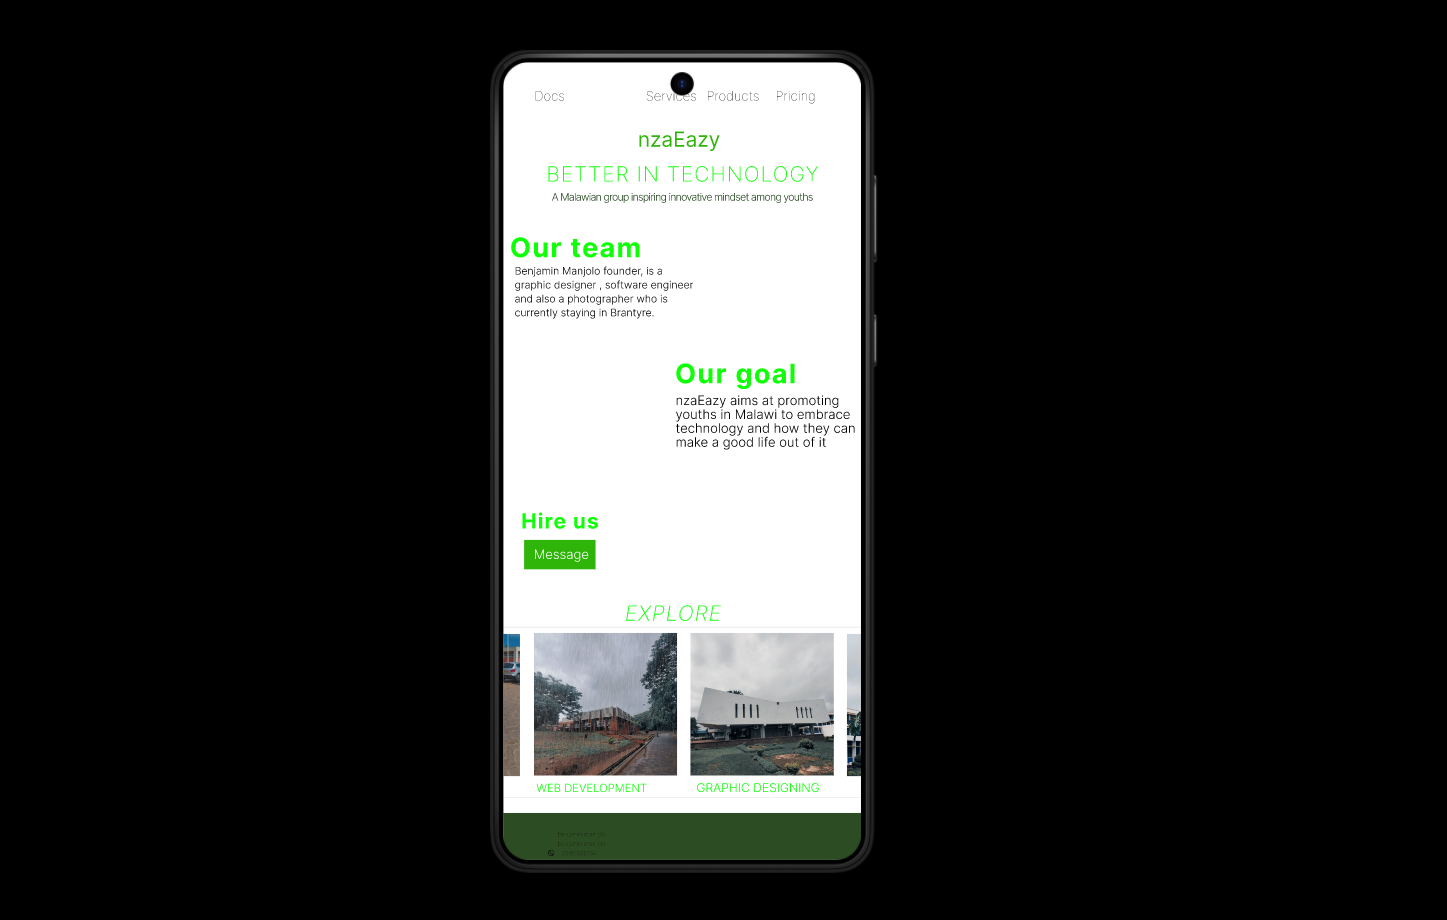 Docs Services Products Pricing
nzaEazy
BETTER IN TECHNOLOGY
A Malawian group inspiring innovative mindset among youths
Our team
Benjamin Manjolo founder, is a
graphic designer , software engineer
and also a photographer who is
currently staying in Brantyre.
Our goal
nzaEazy aims at promoting
youths in Malawi to embrace
technology and how they can
make a good life out of it
Hire us
Message
EXPLORE
WEB DEVELOPMENT
GRAPHIC DESIGNING